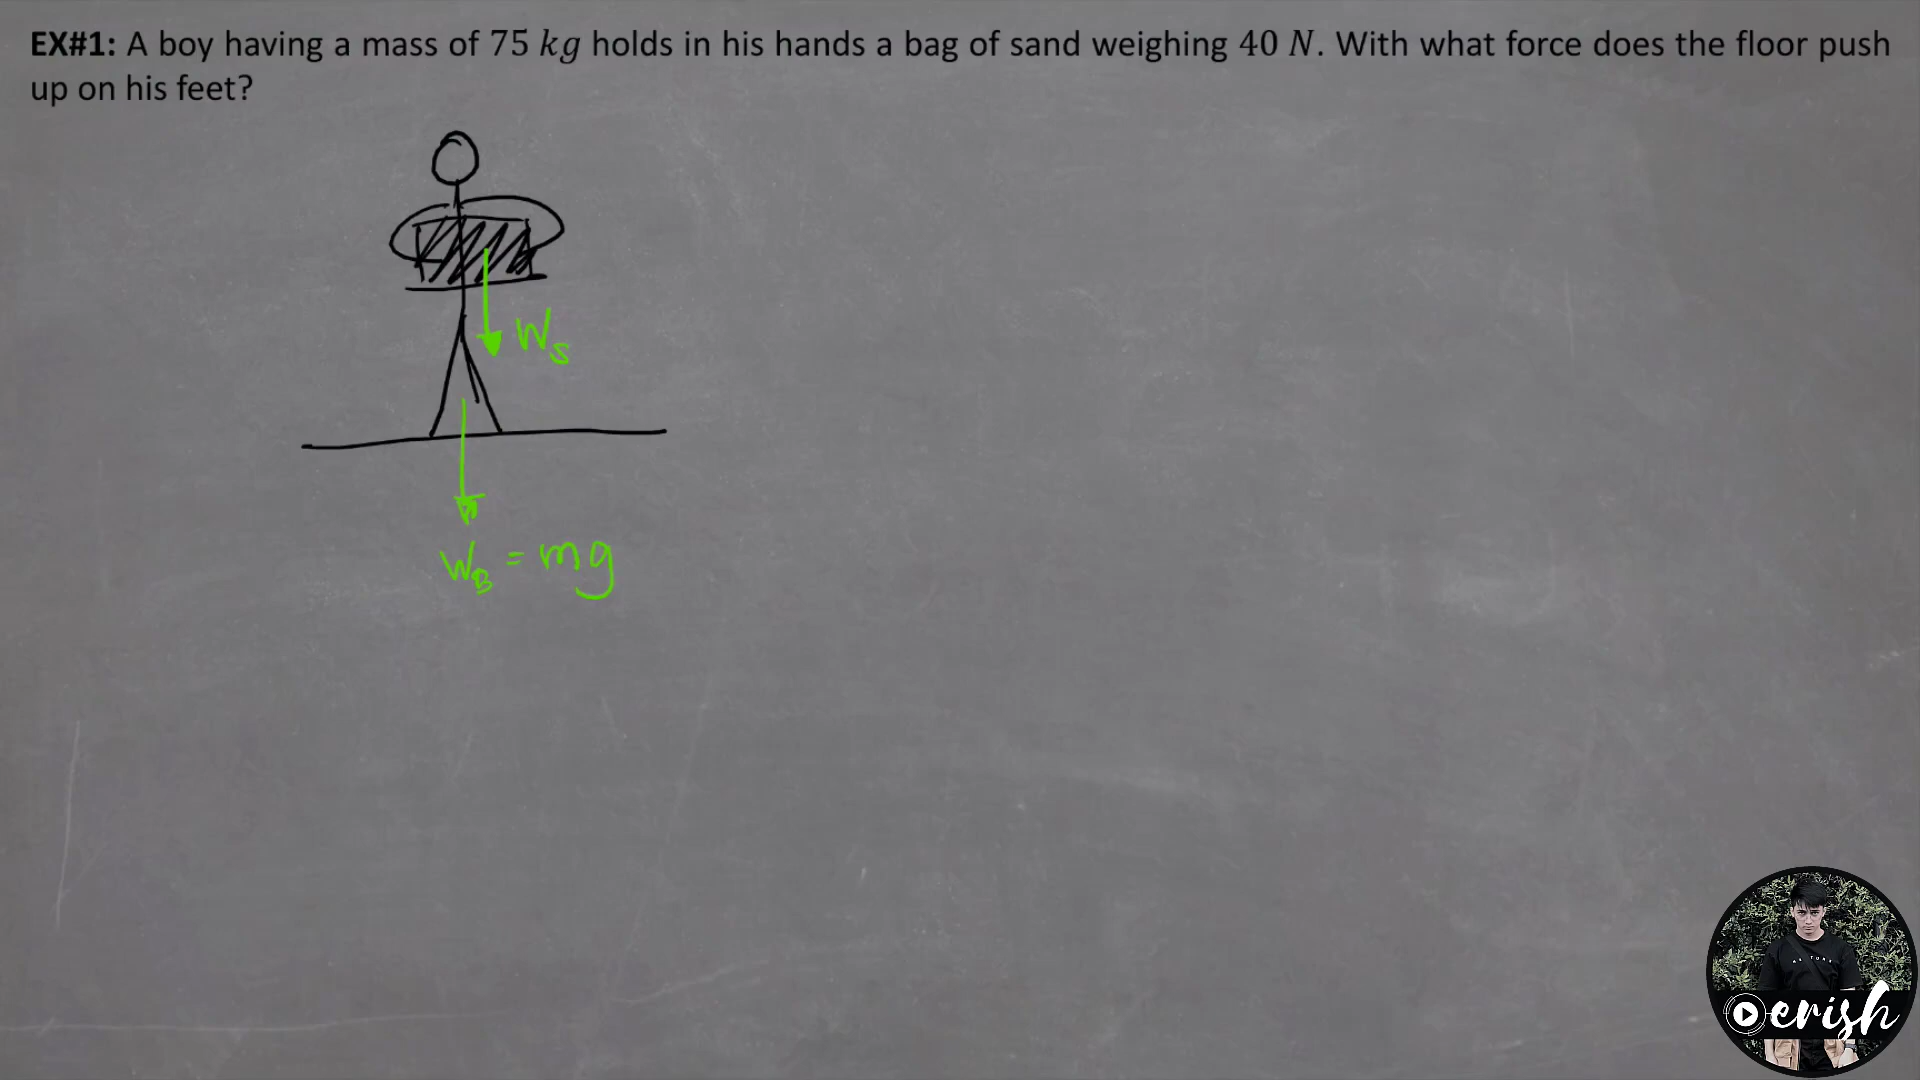 EX#1: A boy having a mass of 75 kg holds in his hands a bag of sand weighing 40 N. With what force does the floor push
up on his feet?
W_S
W_B = mg
erish